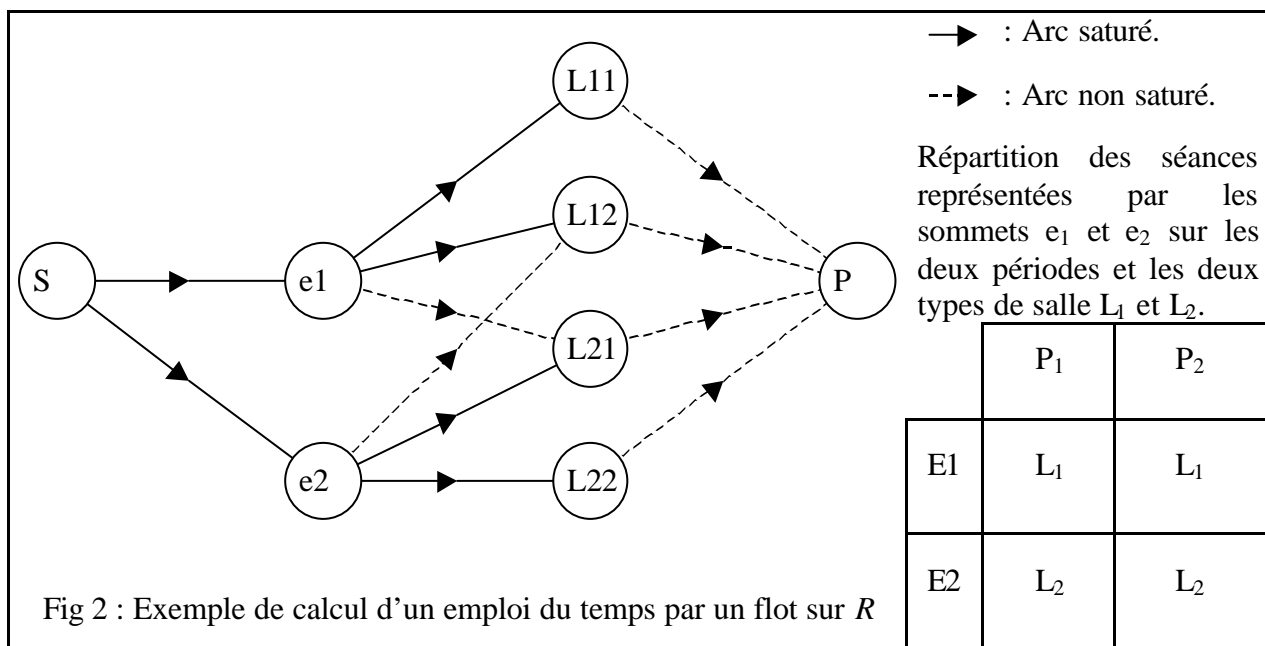 : Arc saturé.
: Arc non saturé.
Répartition des séances
représentées par les
sommets e₁ et e₂ sur les
deux périodes et les deux
types de salle L₁ et L₂.
L11
L12
S
e1
P
L21
e2
L22
P₁ P₂
E1 L₁ L₁
E2 L₂ L₂
Fig 2 : Exemple de calcul d’un emploi du temps par un flot sur R